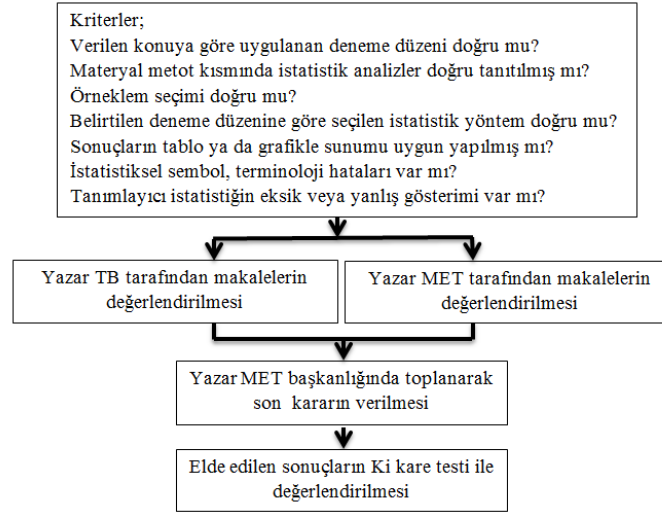 Kriterler;
Verilen konuya göre uygulanan deneme düzeni doğru mu?
Materyal metot kısmında istatistik analizler doğru tanıtılmış mı?
Örneklem seçimi doğru mu?
Belirtilen deneme düzenine göre seçilen istatistik yöntem doğru mu?
Sonuçların tablo ya da grafikle sunumu uygun yapılmış mı?
İstatistiksel sembol, terminoloji hataları var mı?
Tanımlayıcı istatistiğin eksik veya yanlış gösterimi var mı?
Yazar TB tarafından makalelerin
değerlendirilmesi
Yazar MET tarafından makalelerin
değerlendirilmesi
Yazar MET başkanlığında toplanarak
son kararın verilmesi
Elde edilen sonuçların Ki kare testi ile
değerlendirilmesi